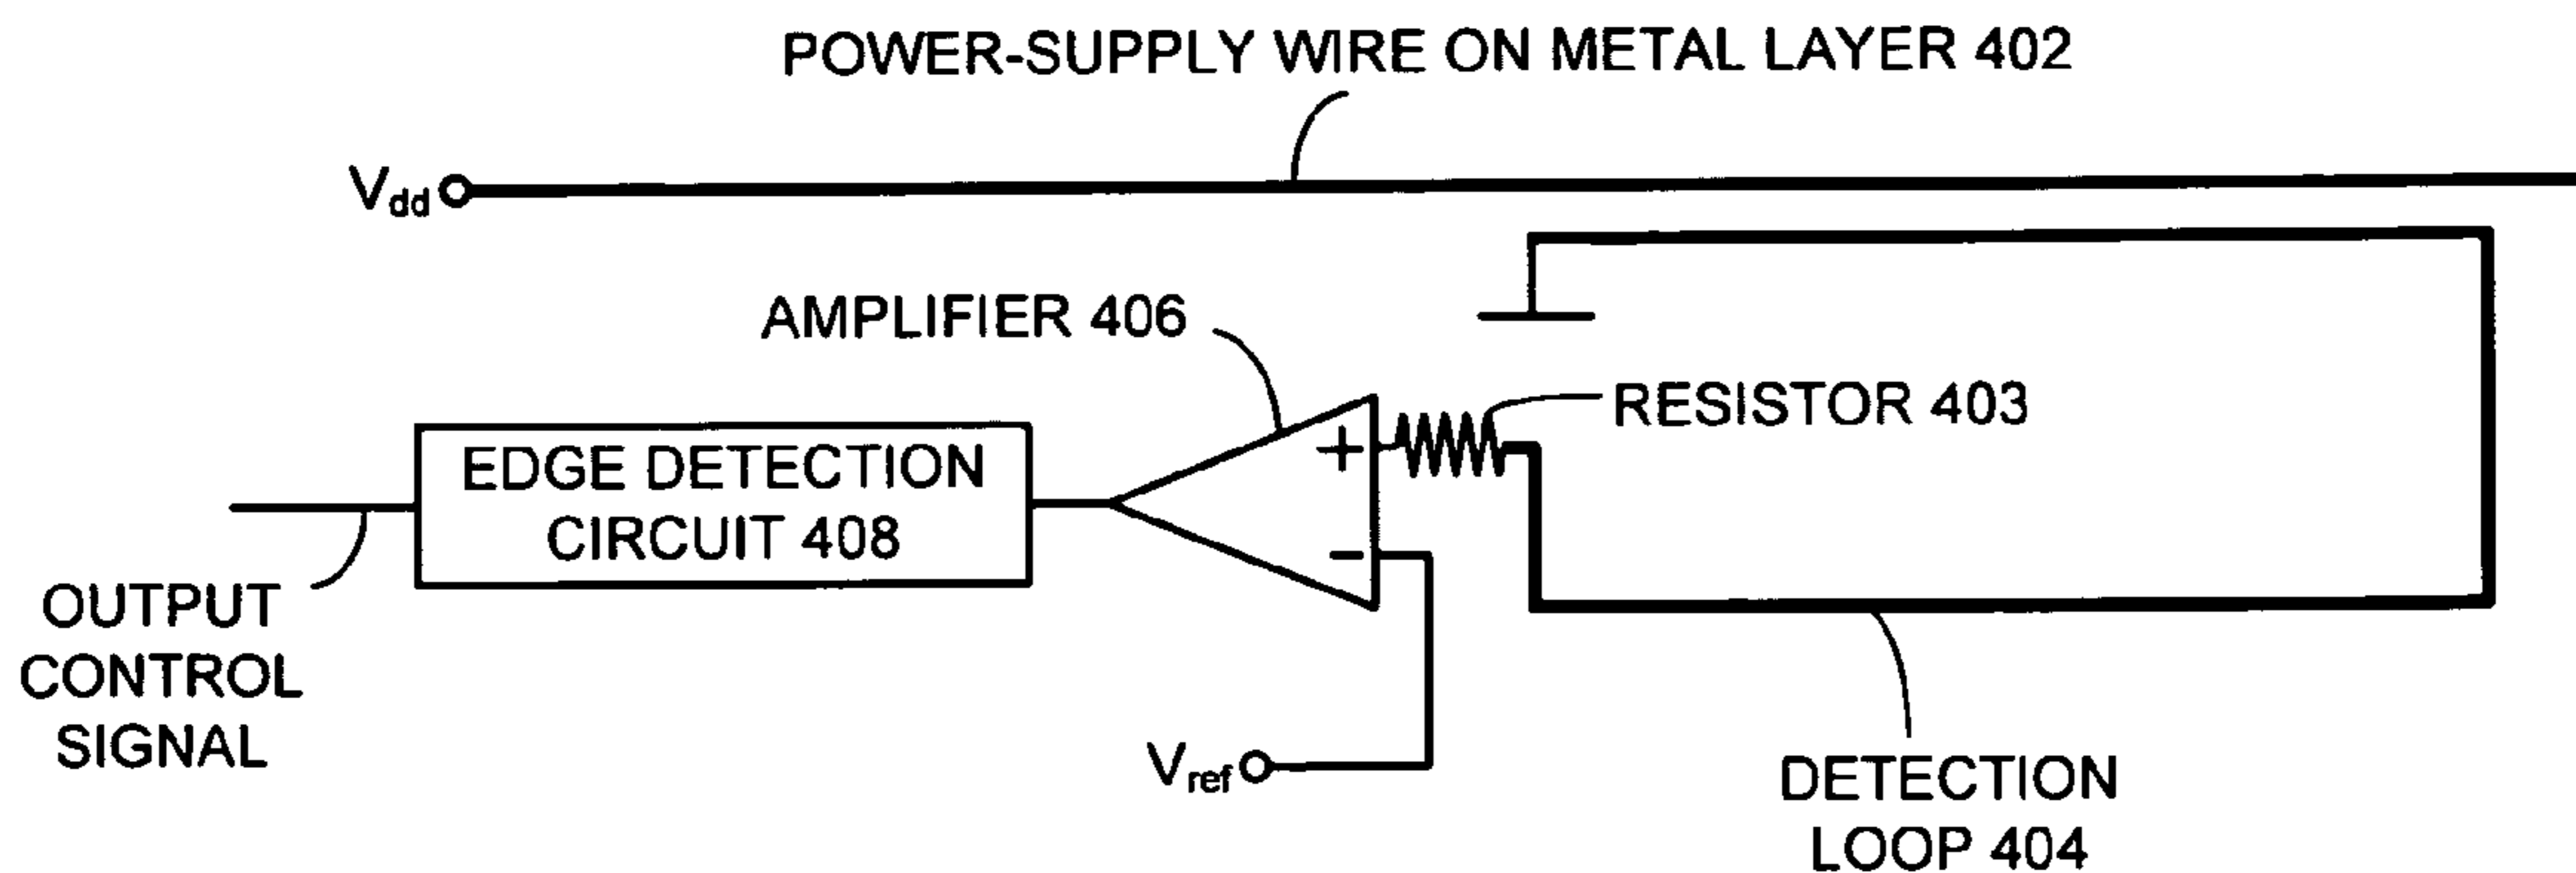 POWER-SUPPLY WIRE ON METAL LAYER 402
Vdd
AMPLIFIER 406
RESISTOR 403
+
EDGE DETECTION
CIRCUIT 408
-
OUTPUT
CONTROL
SIGNAL
Vref
DETECTION
LOOP 404